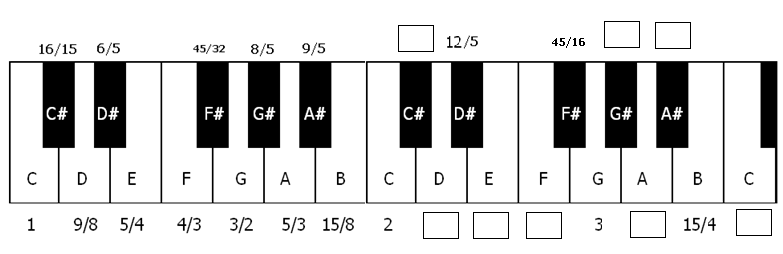 16/15 6/5 45/32 8/5 9/5 12/5 45/16
C# D# F# G# A# C# D# F# G# A#
C D E F G A B C D E F G A B C
1 9/8 5/4 4/3 3/2 5/3 15/8 2 3 15/4